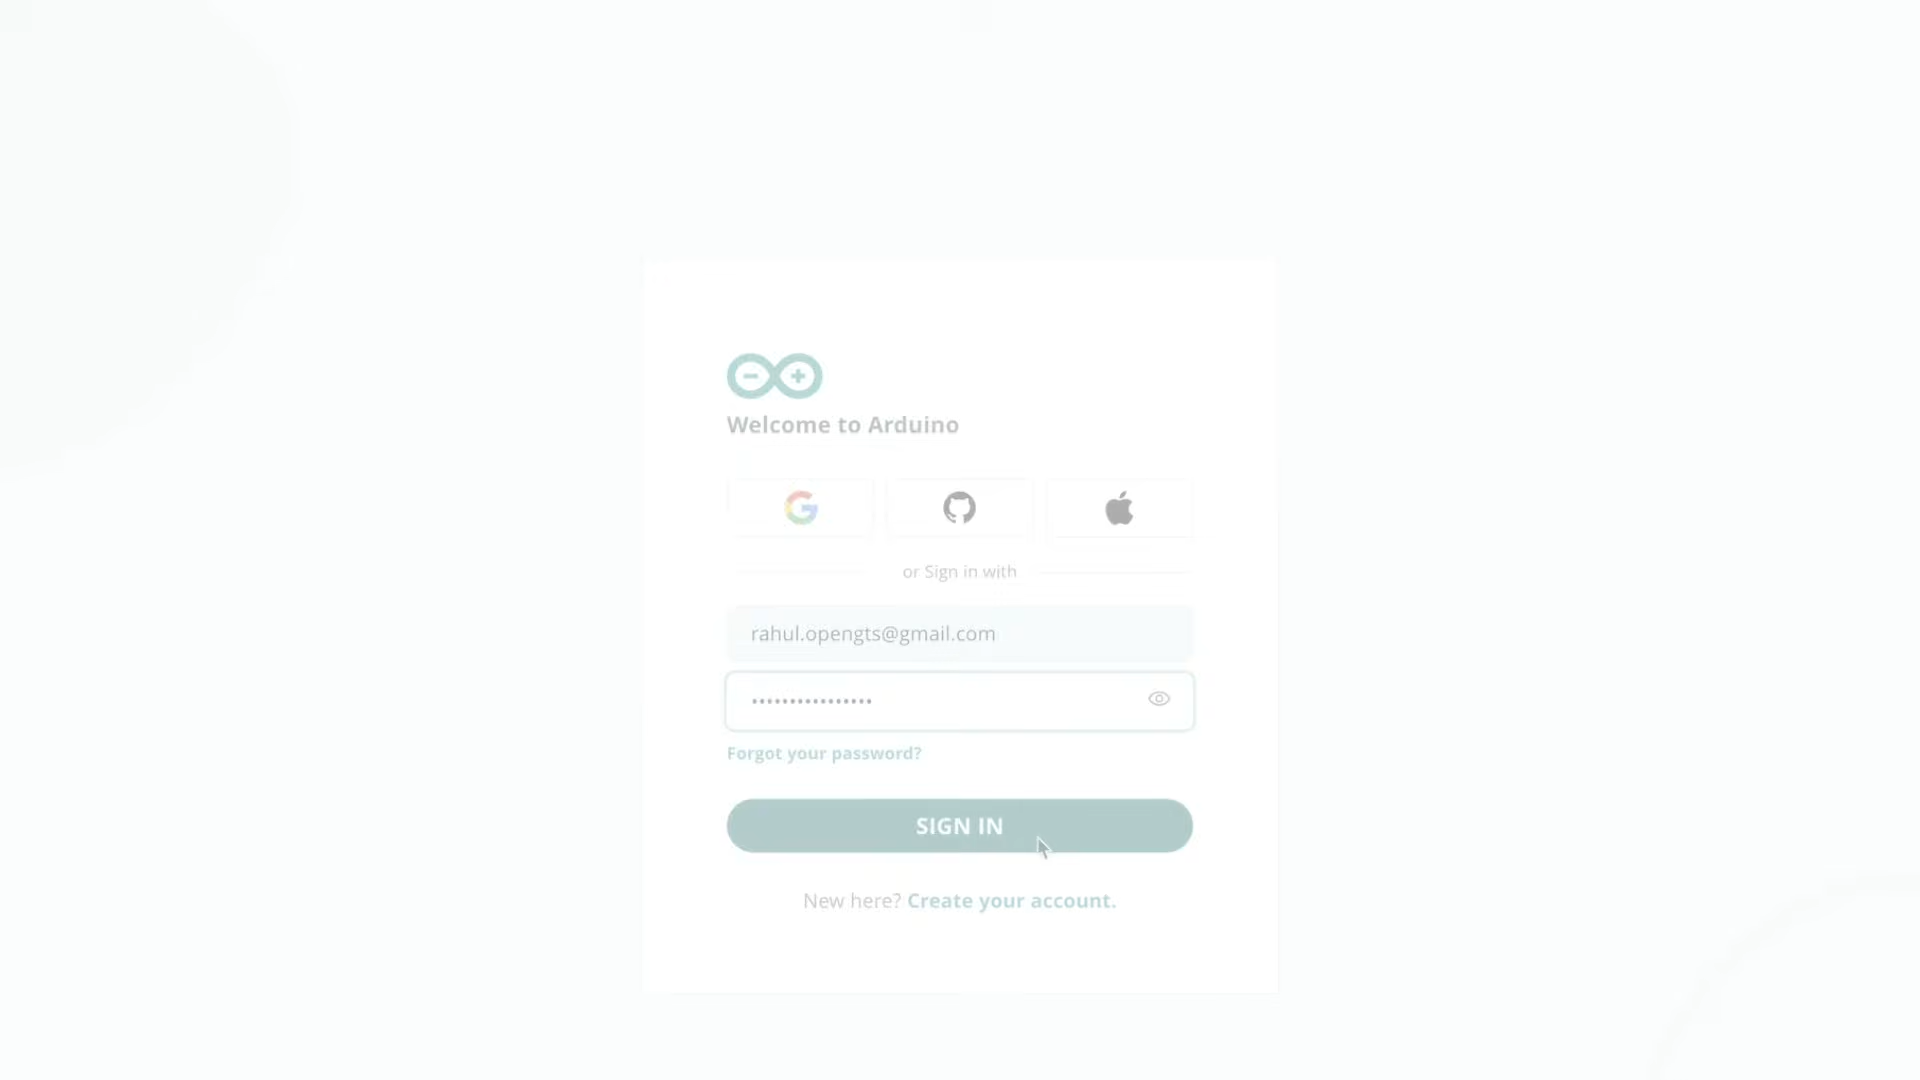 Welcome to Arduino
or Sign in with
rahul.opengts@gmail.com
••••••••••••••••
Forgot your password?
SIGN IN
New here? Create your account.